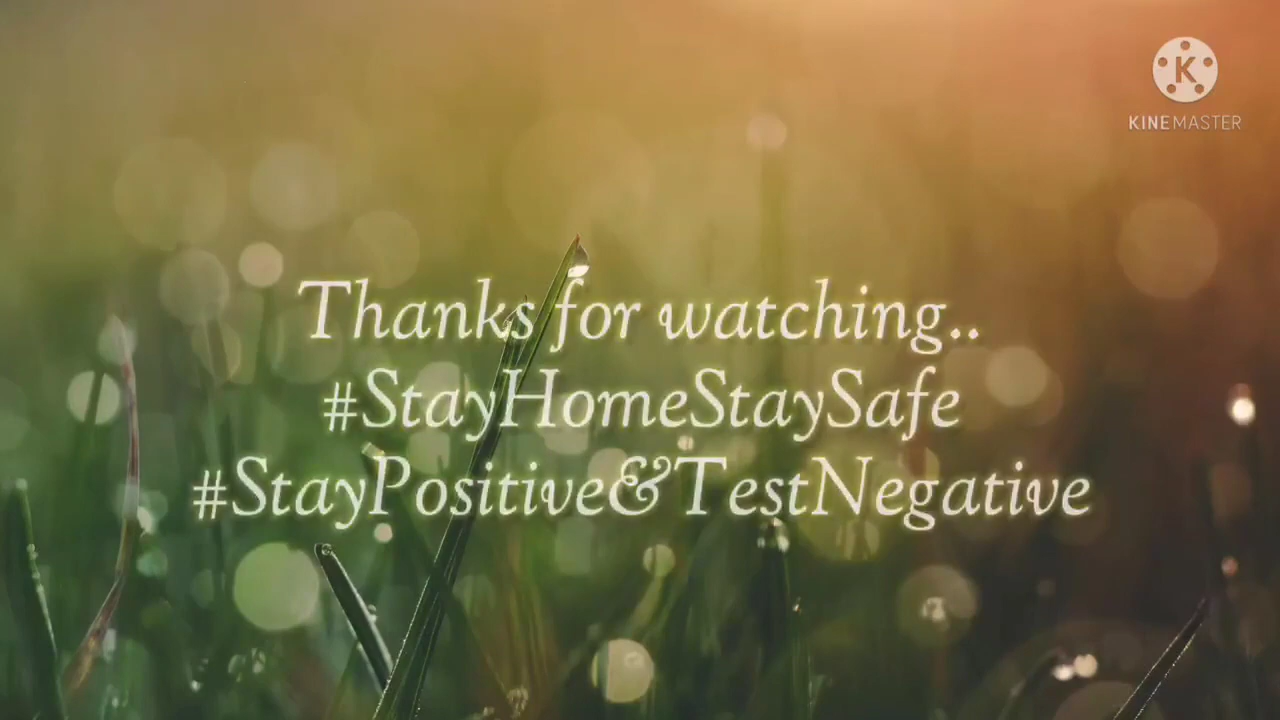 K
KINEMASTER
Thanks for watching..
#StayHomeStaySafe
#StayPositive&TestNegative